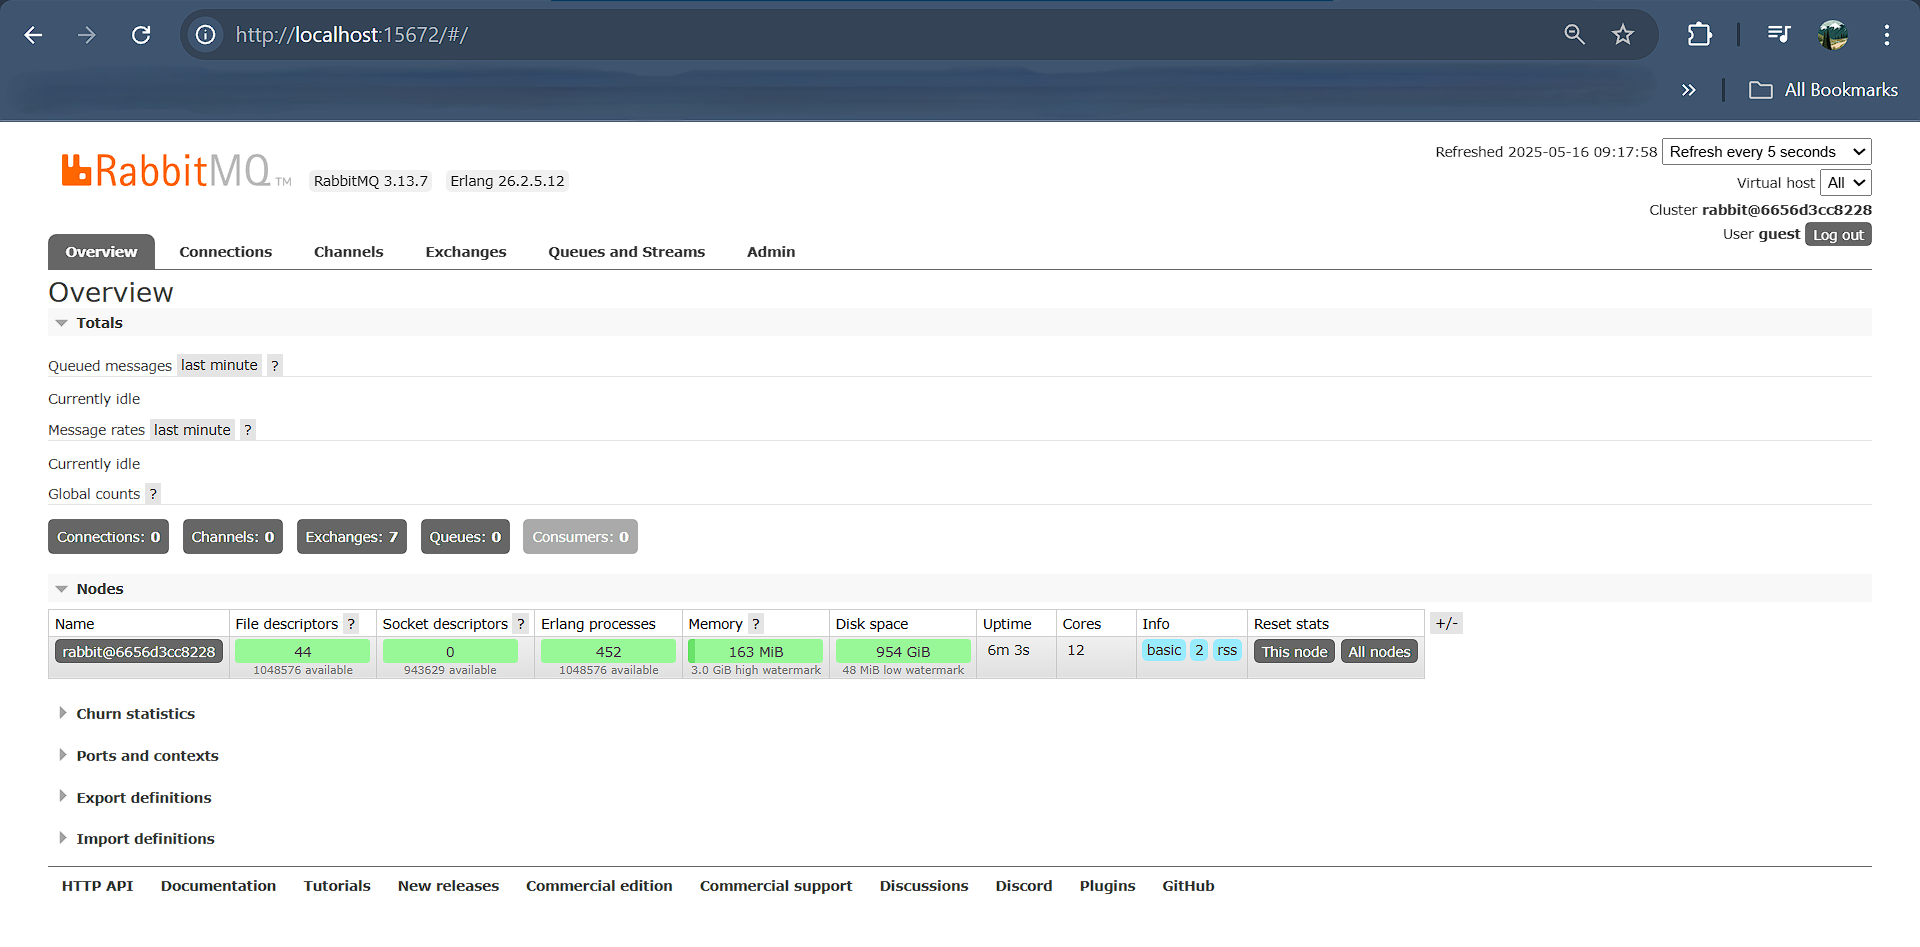 http://localhost:15672/#/
» All Bookmarks
RabbitMQ TM RabbitMQ 3.13.7 Erlang 26.2.5.12
Refreshed 2025-05-16 09:17:58 Refresh every 5 seconds
Virtual host All
Cluster rabbit@6656d3cc8228
User guest Log out
Overview Connections Channels Exchanges Queues and Streams Admin
Overview
Totals
Queued messages last minute ?
Currently idle
Message rates last minute ?
Currently idle
Global counts ?
Connections: 0 Channels: 0 Exchanges: 7 Queues: 0 Consumers: 0
Nodes
Name File descriptors ? Socket descriptors ? Erlang processes Memory ? Disk space Uptime Cores Info Reset stats +/-
rabbit@6656d3cc8228 44 0 452 163 MiB 954 GiB 6m 3s 12 basic 2 rss This node All nodes
1048576 available 943629 available 1048576 available 3.0 GiB high watermark 48 MiB low watermark
Churn statistics
Ports and contexts
Export definitions
Import definitions
HTTP API Documentation Tutorials New releases Commercial edition Commercial support Discussions Discord Plugins GitHub